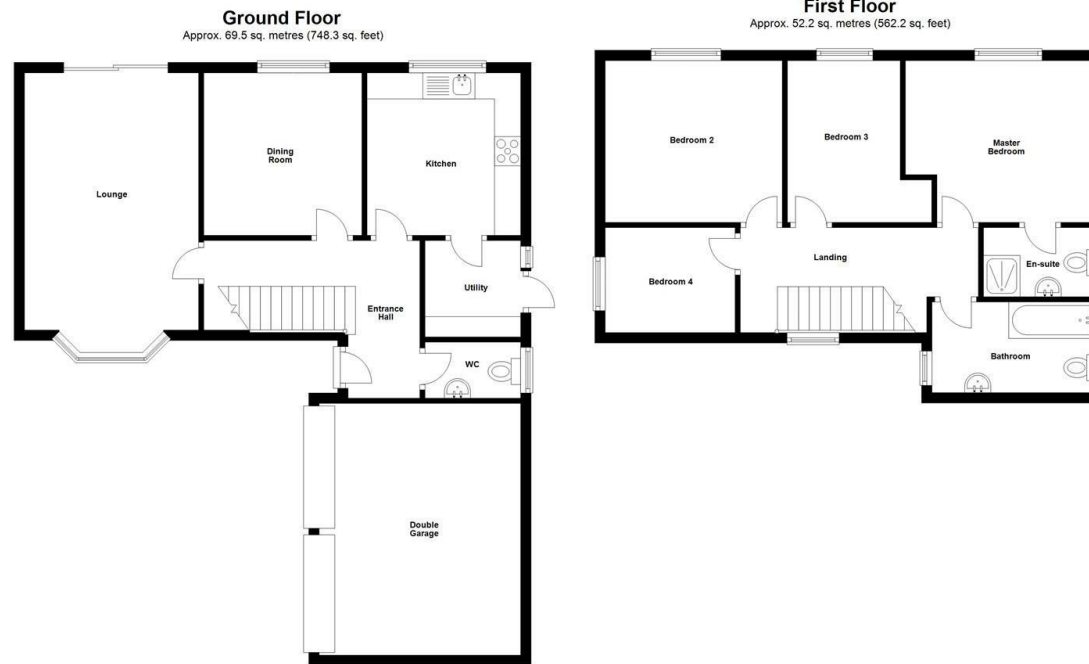 Ground Floor
Approx. 69.5 sq. metres (748.3 sq. feet)
Lounge
Dining
Room
Kitchen
Utility
Entrance
Hall
WC
Double
Garage
First Floor
Approx. 52.2 sq. metres (562.2 sq. feet)
Bedroom 2
Bedroom 3
Master
Bedroom
Bedroom 4
Landing
En-suite
Bathroom